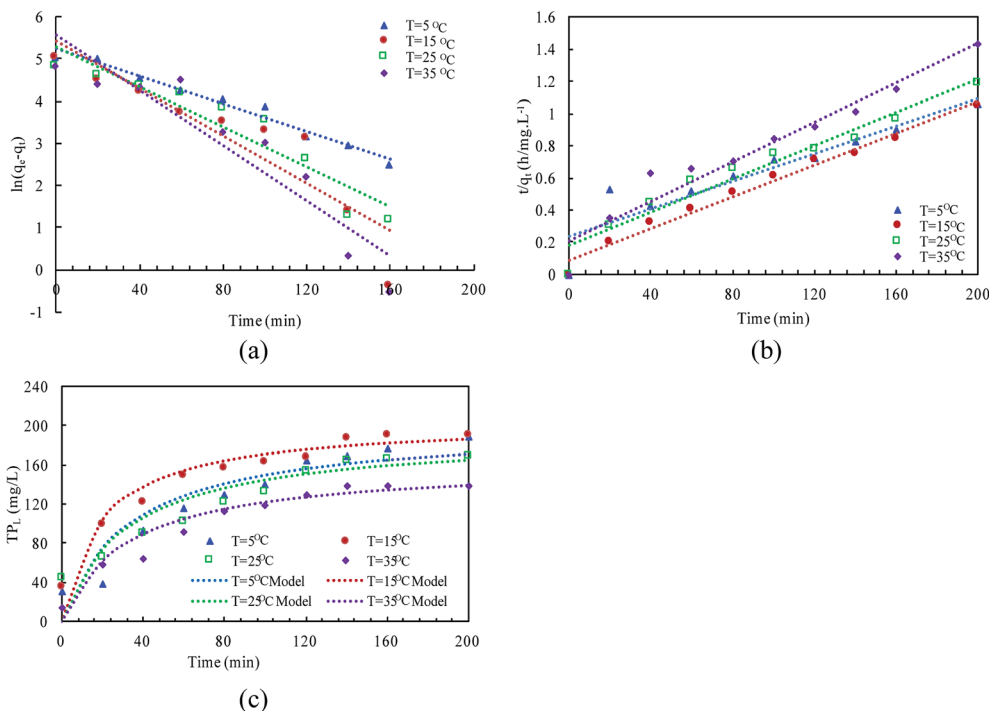 6
5
4
3
2
1
0
-1
ln(qe-qt)
0
40
80
120
160
200
Time (min)
T=5 OC
T=15 OC
T=25 OC
T=35 OC
(a)
1.6
1.4
1.2
1
0.8
0.6
0.4
0.2
0
t/qt (h/mg.L-1)
0
40
80
120
160
200
Time (min)
T=5OC
T=15OC
T=25OC
T=35OC
(b)
240
200
160
120
80
40
0
TPL (mg/L)
0
40
80
120
160
200
Time (min)
T=5OC
T=15OC
T=25OC
T=35OC
T=5OC Model
T=15OC Model
T=25OC Model
T=35OC Model
(c)